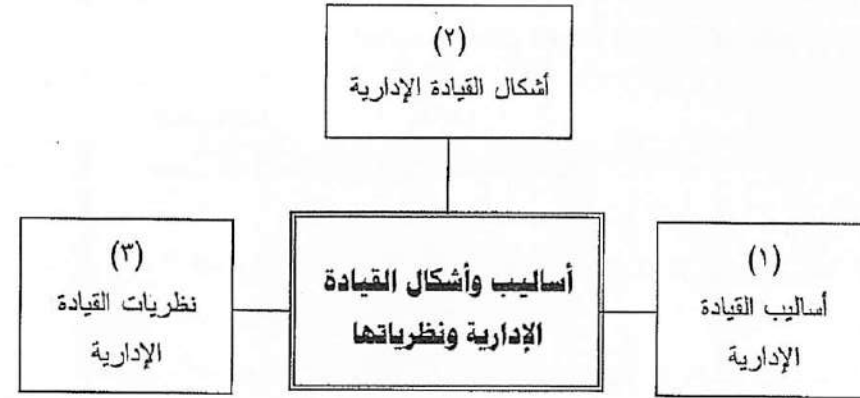 (٢)
أشكال القيادة الإدارية
أساليب وأشكال القيادة
الإدارية ونظرياتها
(١)
أساليب القيادة
الإدارية
(٣)
نظريات القيادة
الإدارية